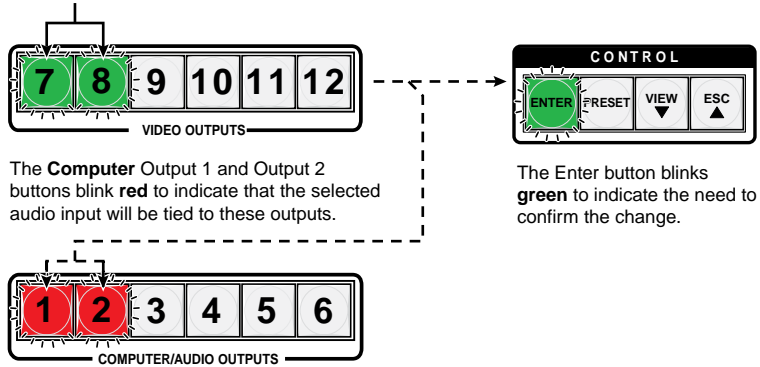 7 8 9 10 11 12
VIDEO OUTPUTS
CONTROL
ENTER PRESET VIEW ESC
The Computer Output 1 and Output 2
buttons blink red to indicate that the selected
audio input will be tied to these outputs.
The Enter button blinks
green to indicate the need to
confirm the change.
1 2 3 4 5 6
COMPUTER/AUDIO OUTPUTS